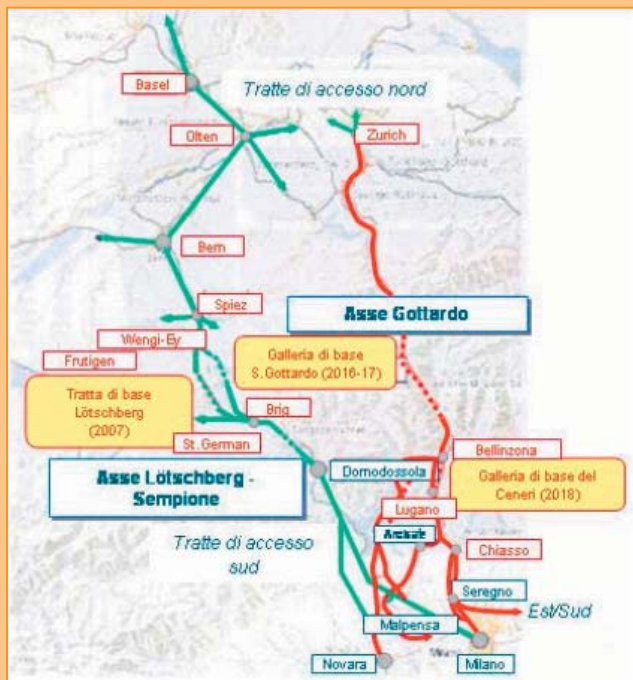 Basel
Tratte di accesso nord
Olten
Zurich
Bern
Spiez
Asse Gottardo
Wengi-Ey
Galleria di base
S.Gottardo (2016-17)
Frutigen
Tratta di base
Lötschberg
(2007)
Brig
St.German
Bellinzona
Domodossola
Asse Lötschberg -
Sempione
Galleria di base del
Ceneri (2018)
Lugano
Tratte di accesso
sud
Chiasso
Seregno
Est/Sud
Malpensa
Novara
Milano